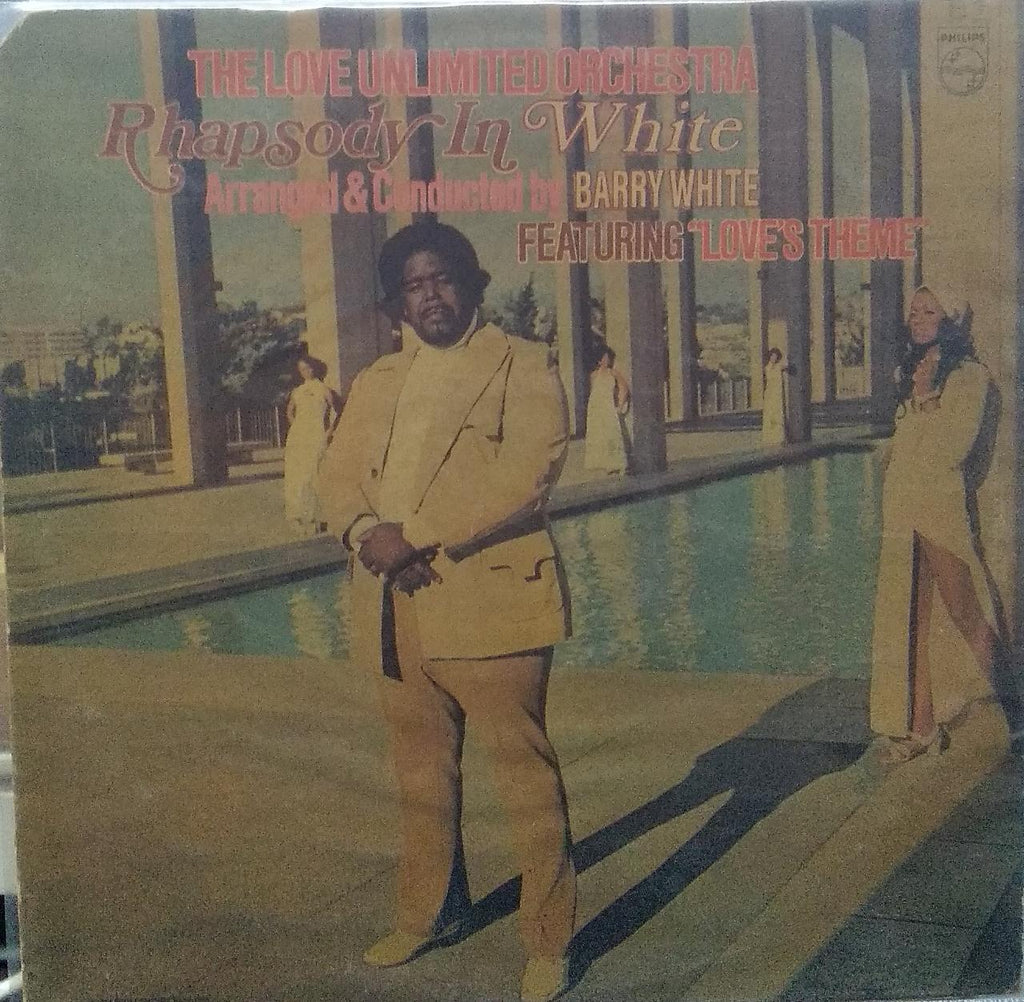 PHILIPS
THE LOVE UNLIMITED ORCHESTRA
Rhapsody In White
Arranged & Conducted by BARRY WHITE
FEATURING "LOVE'S THEME"